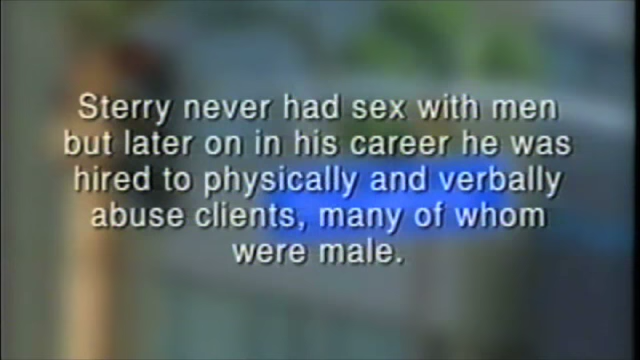 Sterry never had sex with men
but later on in his career he was
hired to physically and verbally
abuse clients, many of whom
were male.